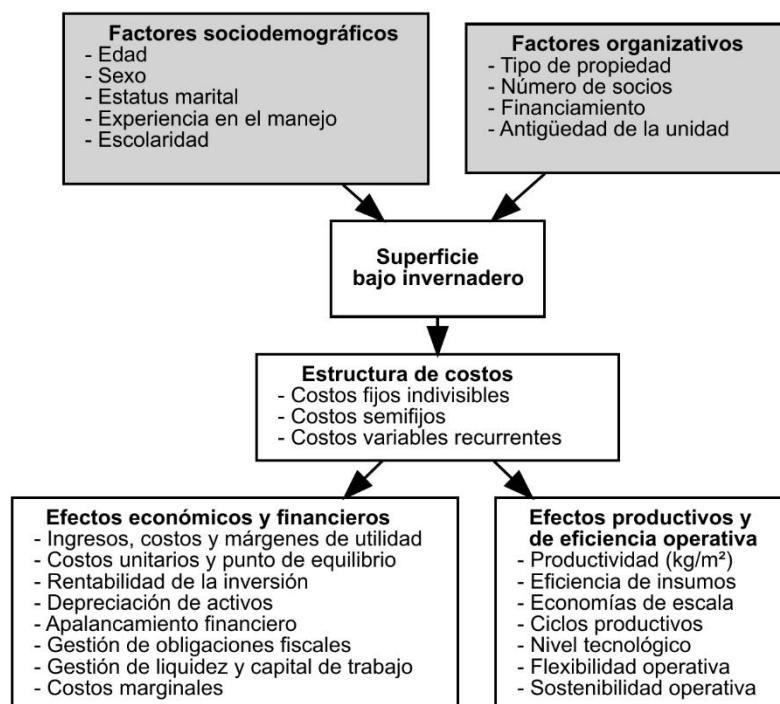 Factores sociodemográficos
- Edad
- Sexo
- Estatus marital
- Experiencia en el manejo
- Escolaridad
Factores organizativos
- Tipo de propiedad
- Número de socios
- Financiamiento
- Antigüedad de la unidad
Superficie
bajo invernadero
Estructura de costos
- Costos fijos indivisibles
- Costos semifijos
- Costos variables recurrentes
Efectos económicos y financieros
- Ingresos, costos y márgenes de utilidad
- Costos unitarios y punto de equilibrio
- Rentabilidad de la inversión
- Depreciación de activos
- Apalancamiento financiero
- Gestión de obligaciones fiscales
- Gestión de liquidez y capital de trabajo
- Costos marginales
Efectos productivos y
de eficiencia operativa
- Productividad (kg/m²)
- Eficiencia de insumos
- Economías de escala
- Ciclos productivos
- Nivel tecnológico
- Flexibilidad operativa
- Sostenibilidad operativa